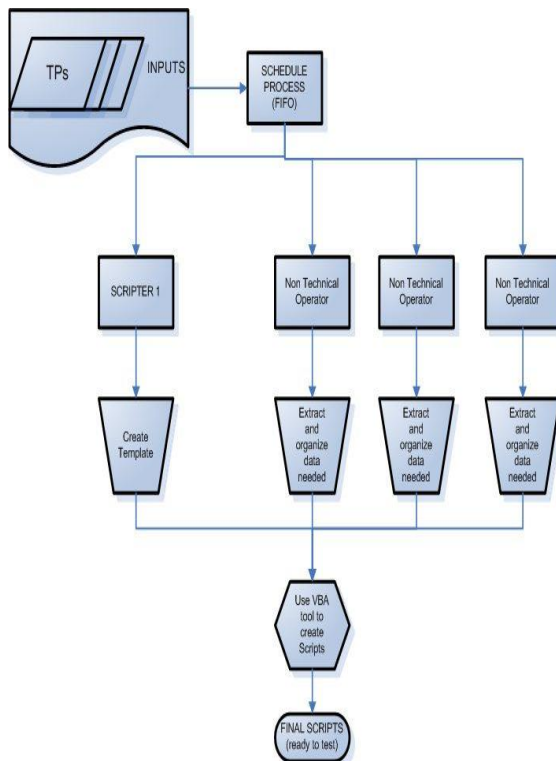 TPs
INPUTS
SCHEDULE
PROCESS
(FIFO)
SCRIPTER 1
Non Technical
Operator
Non Technical
Operator
Non Technical
Operator
Create
Template
Extract
and
organize
data
needed
Extract
and
organize
data
needed
Extract
and
organize
data
needed
Use VBA
tool to
create
Scripts
FINAL SCRIPTS
(ready to test)